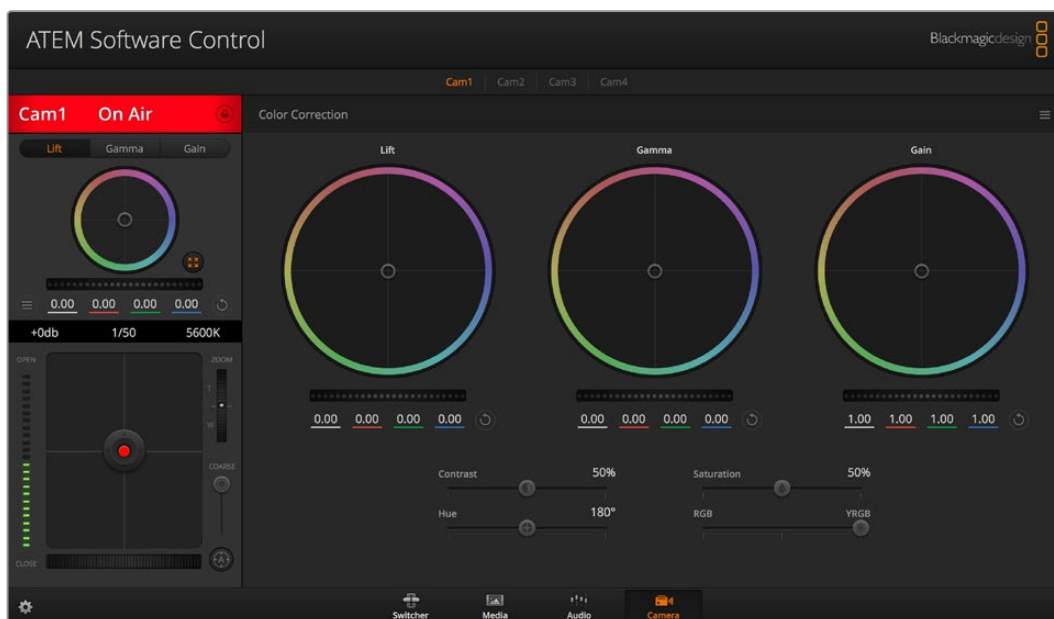 ATEM Software Control
Blackmagicdesign
Cam1 Cam2 Cam3 Cam4
Cam1 On Air
Color Correction
Lift Gamma Gain
Lift Gamma Gain
0.00 0.00 0.00 0.00
+0db 1/50 5600K
OPEN
ZOOM
T
W
COARSE
CLOSE
A
0.00 0.00 0.00 0.00
0.00 0.00 0.00 0.00
1.00 1.00 1.00 1.00
Contrast 50%
Saturation 50%
Hue 180°
RGB YRGB
Switcher Media Audio Camera